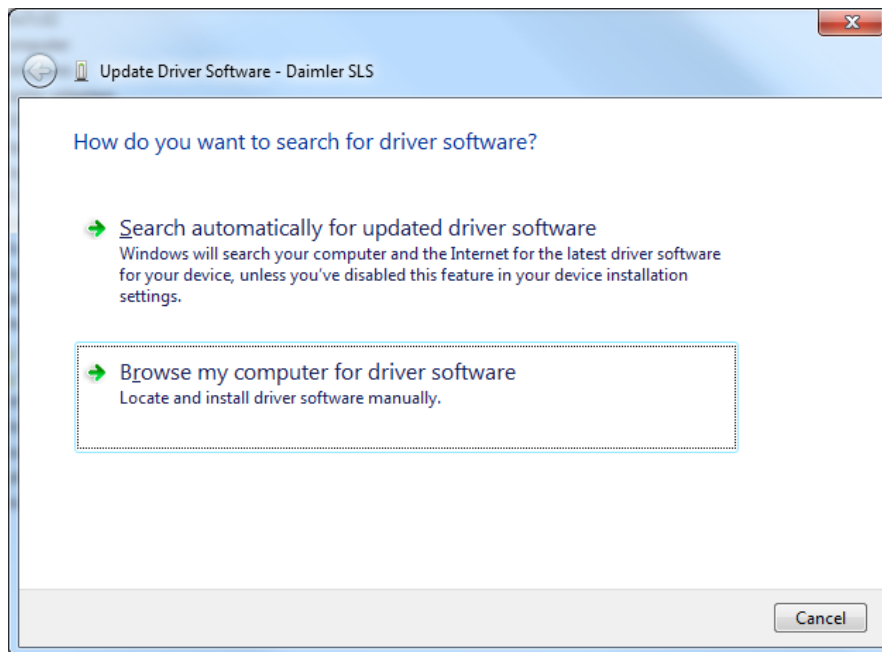 Update Driver Software - Daimler SLS
How do you want to search for driver software?
Search automatically for updated driver software
Windows will search your computer and the Internet for the latest driver software
for your device, unless you've disabled this feature in your device installation
settings.
Browse my computer for driver software
Locate and install driver software manually.
Cancel